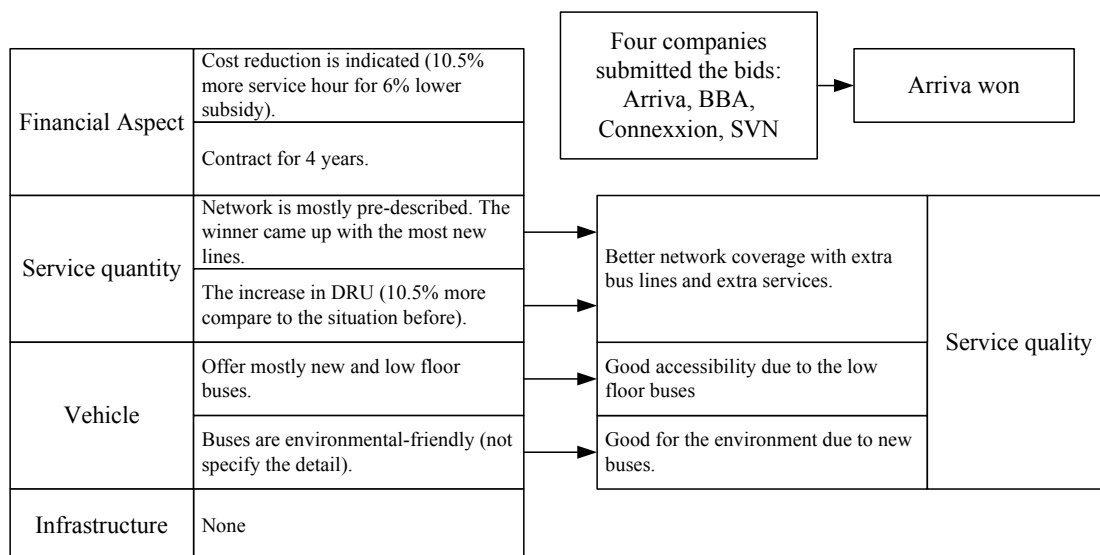 Four companies
submitted the bids:
Arriva, BBA,
Connexxion, SVN
Arriva won
Financial Aspect
Cost reduction is indicated (10.5%
more service hour for 6% lower
subsidy).
Contract for 4 years.
Service quantity
Network is mostly pre-described. The
winner came up with the most new
lines.
The increase in DRU (10.5% more
compare to the situation before).
Better network coverage with extra
bus lines and extra services.
Service quality
Vehicle
Offer mostly new and low floor
buses.
Good accessibility due to the low
floor buses
Buses are environmental-friendly (not
specify the detail).
Good for the environment due to new
buses.
Infrastructure
None